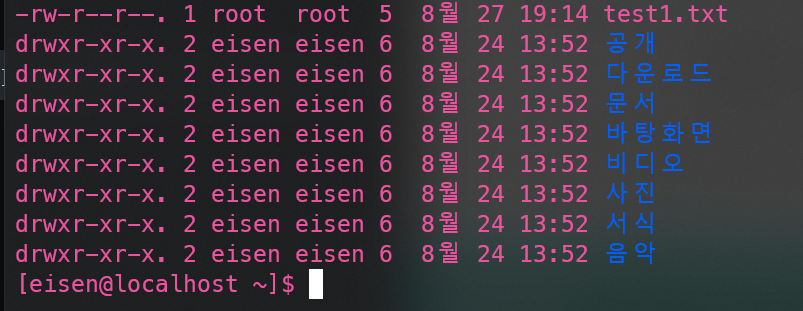 -rw-r--r--. 1 root  root  5  8월 27 19:14 test1.txt
drwxr-xr-x. 2 eisen eisen 6  8월 24 13:52 공개
drwxr-xr-x. 2 eisen eisen 6  8월 24 13:52 다운로드
drwxr-xr-x. 2 eisen eisen 6  8월 24 13:52 문서
drwxr-xr-x. 2 eisen eisen 6  8월 24 13:52 바탕화면
drwxr-xr-x. 2 eisen eisen 6  8월 24 13:52 비디오
drwxr-xr-x. 2 eisen eisen 6  8월 24 13:52 사진
drwxr-xr-x. 2 eisen eisen 6  8월 24 13:52 서식
drwxr-xr-x. 2 eisen eisen 6  8월 24 13:52 음악
[eisen@localhost ~]$